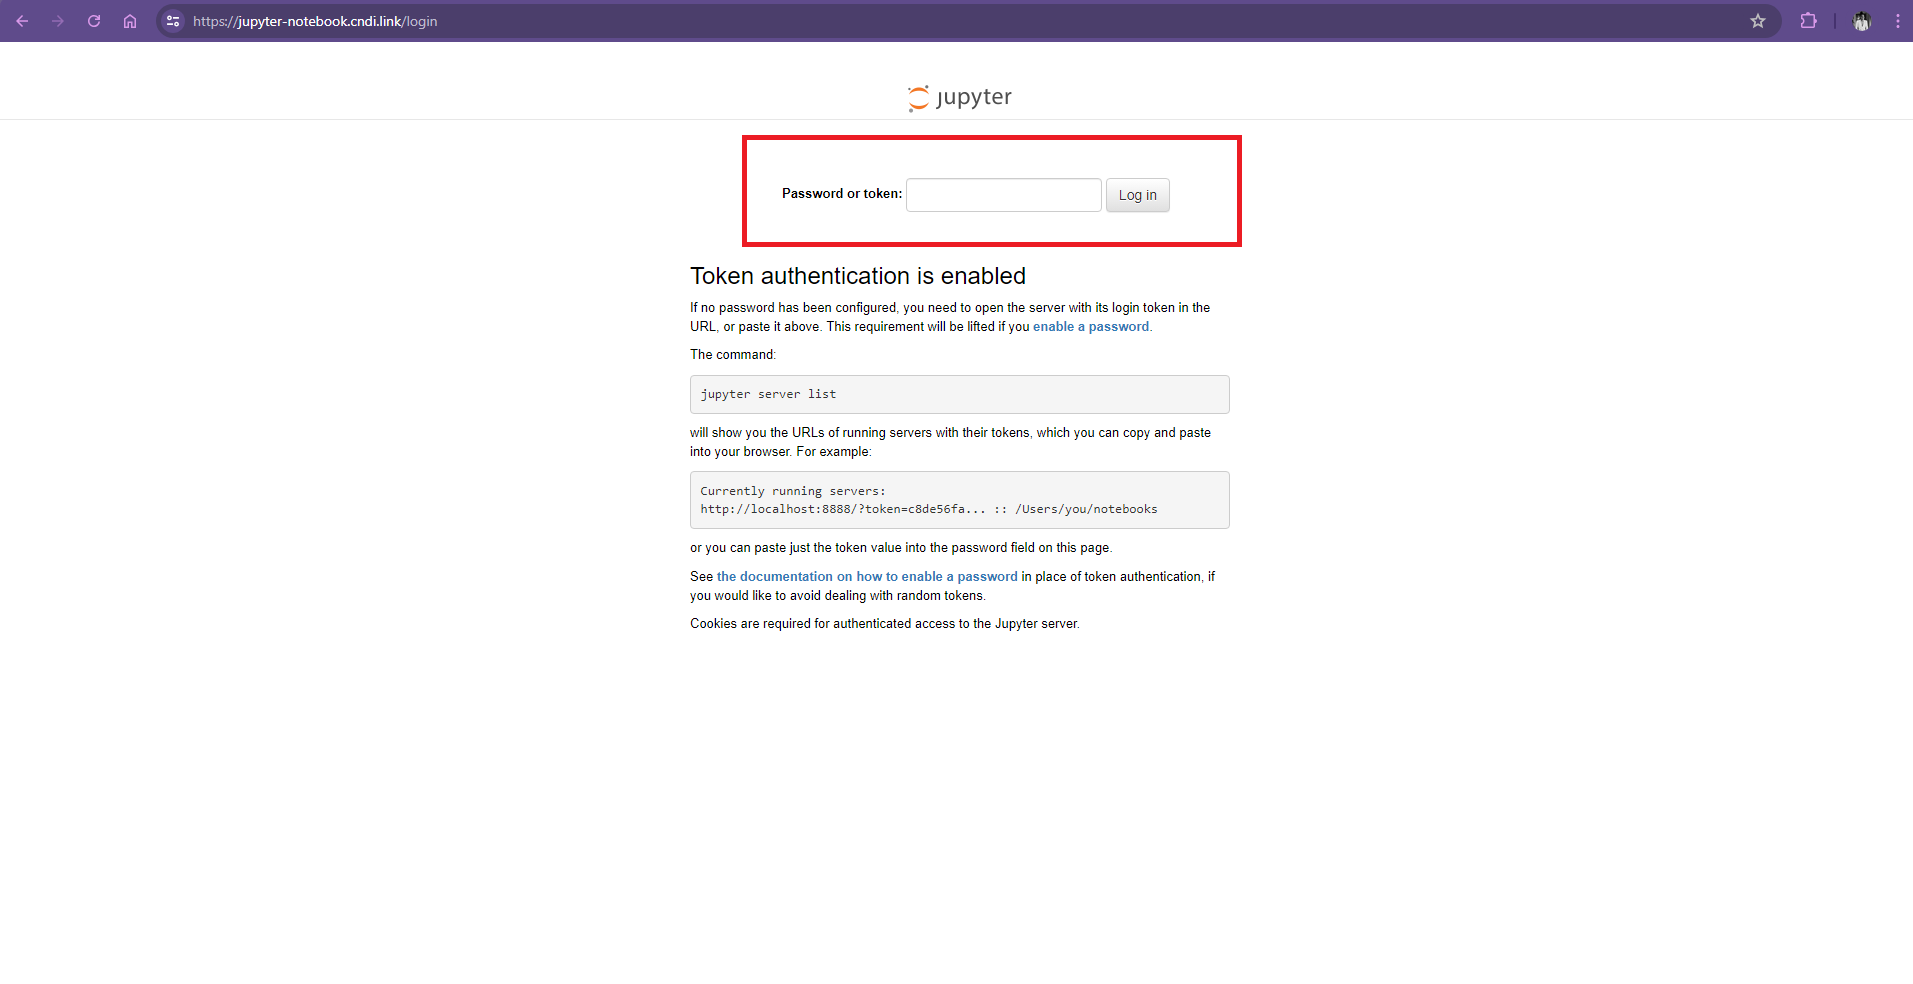 https://jupyter-notebook.cndi.link/login
jupyter
Password or token:
Log in
Token authentication is enabled
If no password has been configured, you need to open the server with its login token in the
URL, or paste it above. This requirement will be lifted if you enable a password.
The command:
jupyter server list
will show you the URLs of running servers with their tokens, which you can copy and paste
into your browser. For example:
Currently running servers:
http://localhost:8888/?token=c8de56fa... :: /Users/you/notebooks
or you can paste just the token value into the password field on this page.
See the documentation on how to enable a password in place of token authentication, if
you would like to avoid dealing with random tokens.
Cookies are required for authenticated access to the Jupyter server.